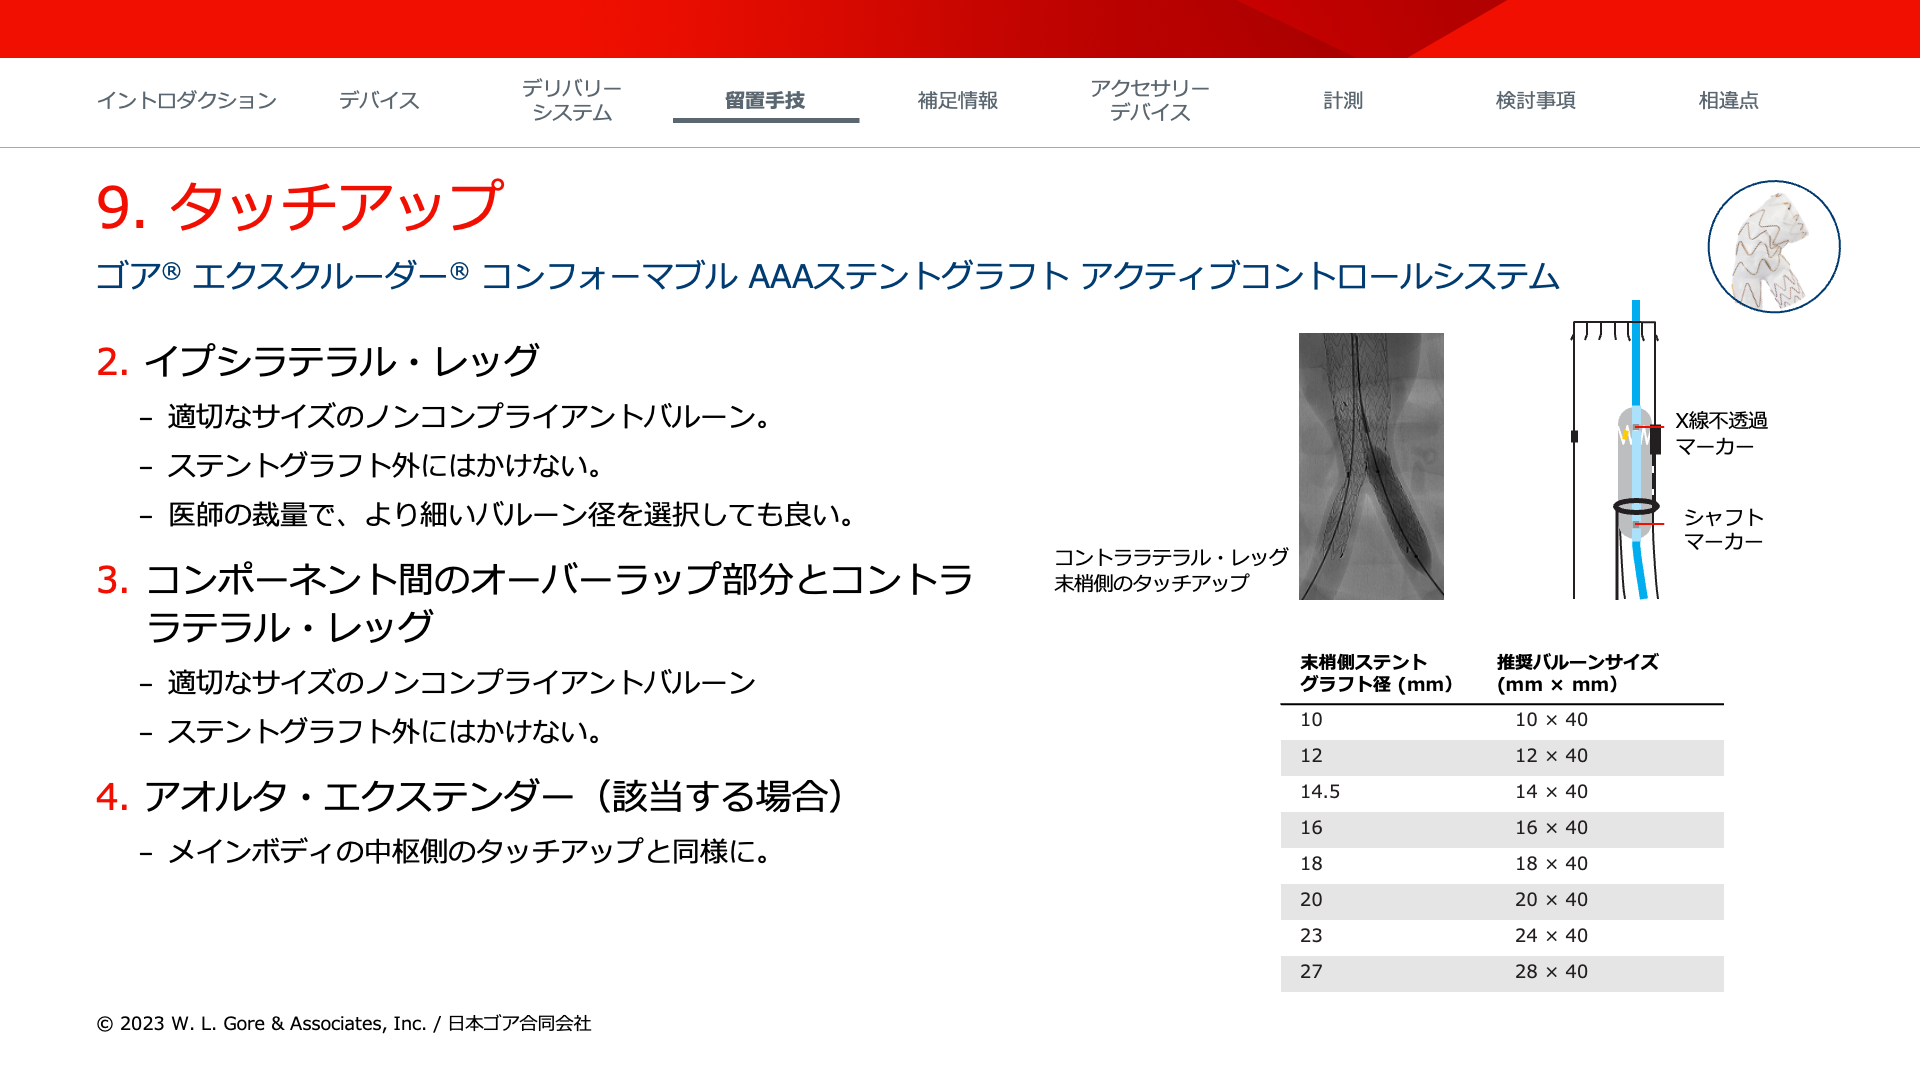 イントロダクション
デバイス
デリバリー
システム
留置手技
補足情報
アクセサリー
デバイス
計測
検討事項
相違点
9. タッチアップ
ゴア® エクスクルーダー® コンフォーマブル AAAステントグラフト アクティブコントロールシステム
2. イプシラテラル・レッグ
– 適切なサイズのノンコンプライアントバルーン。
– ステントグラフト外にはかけない。
– 医師の裁量で、より細いバルーン径を選択しても良い。
3. コンポーネント間のオーバーラップ部分とコントラ
ラテラル・レッグ
– 適切なサイズのノンコンプライアントバルーン
– ステントグラフト外にはかけない。
4. アオルタ・エクステンダー（該当する場合）
– メインボディの中枢側のタッチアップと同様に。
コントララテラル・レッグ
末梢側のタッチアップ
X線不透過
マーカー
シャフト
マーカー
末梢側ステント
グラフト径 (mm）
推奨バルーンサイズ
(mm × mm）
10 10 × 40
12 12 × 40
14.5 14 × 40
16 16 × 40
18 18 × 40
20 20 × 40
23 24 × 40
27 28 × 40
© 2023 W. L. Gore & Associates, Inc. / 日本ゴア合同会社